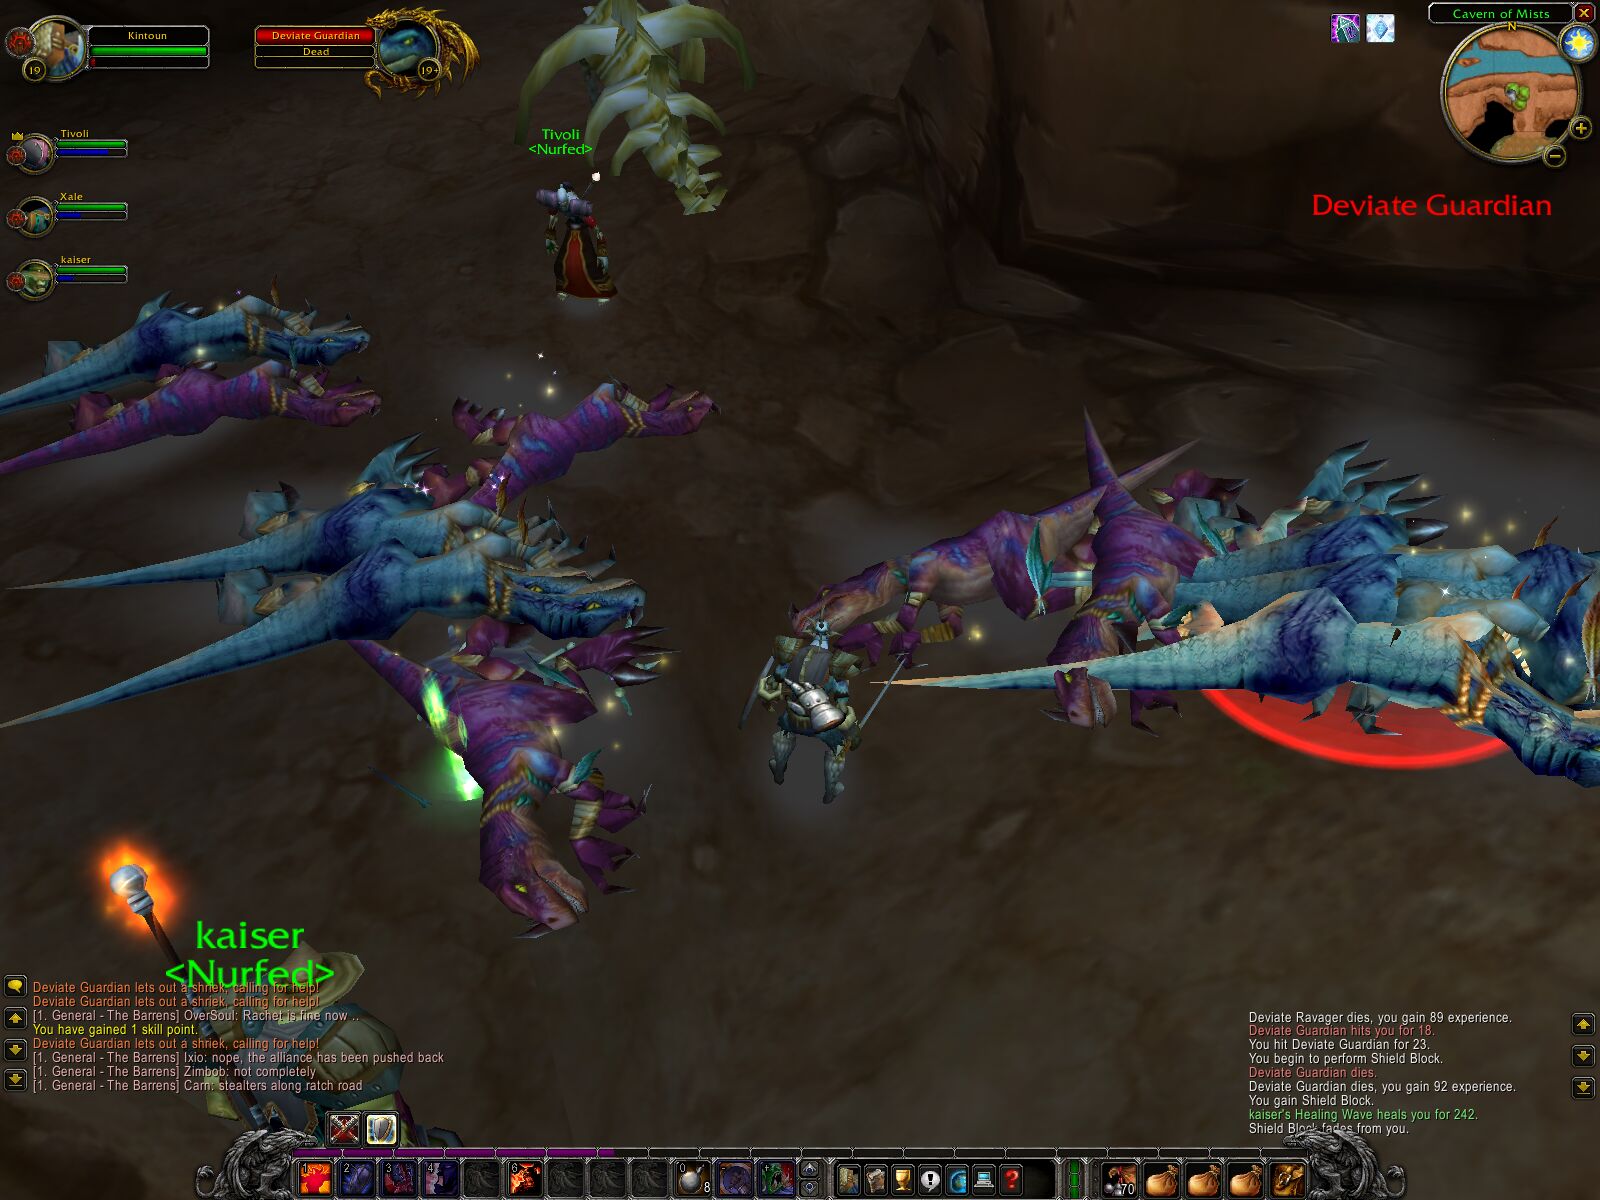 Kintoun
19
Deviate Guardian
Dead
19+
Cavern of Mists
N
Tivoli
Xale
kaiser
Tivoli
<Nurfed>
Deviate Guardian
kaiser
<Nurfed>
Deviate Guardian lets out a shriek, calling for help!
Deviate Guardian lets out a shriek, calling for help!
[1. General - The Barrens] OverSoul: Rachet is fine now ..
You have gained 1 skill point.
Deviate Guardian lets out a shriek, calling for help!
[1. General - The Barrens] Ixio: nope, the alliance has been pushed back
[1. General - The Barrens] Zimbob: not completely
[1. General - The Barrens] Carn: stealters along ratch road
Deviate Ravager dies, you gain 89 experience.
Deviate Guardian hits you for 18.
You hit Deviate Guardian for 23.
You begin to perform Shield Block.
Deviate Guardian dies.
Deviate Guardian dies, you gain 92 experience.
You gain Shield Block.
kaiser's Healing Wave heals you for 242.
Shield Block fades from you.
1
2
3
4
6
0
8
70